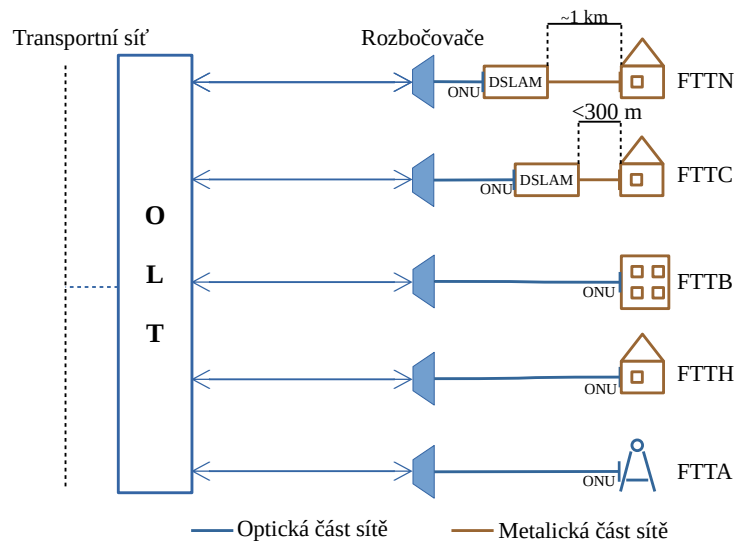 ~1 km
Transportní síť
Rozbočovače
ONU
DSLAM
FTTN
<300 m
ONU
DSLAM
FTTC
O
L
T
ONU
FTTB
ONU
FTTH
ONU
FTTA
Optická část sítě
Metalická část sítě